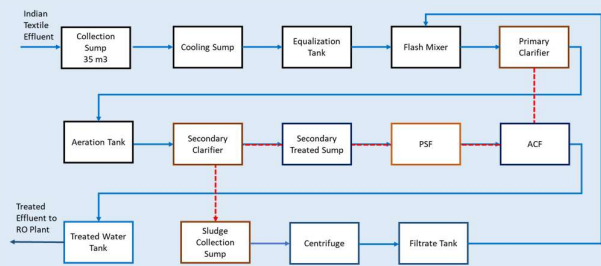 Indian
Textile
Effluent
Collection
Sump
35 m3
Cooling Sump
Equalization
Tank
Flash Mixer
Primary
Clarifier
Aeration Tank
Secondary
Clarifier
Secondary
Treated Sump
PSF
ACF
Treated
Effluent to
RO Plant
Treated Water
Tank
Sludge
Collection
Sump
Centrifuge
Filtrate Tank